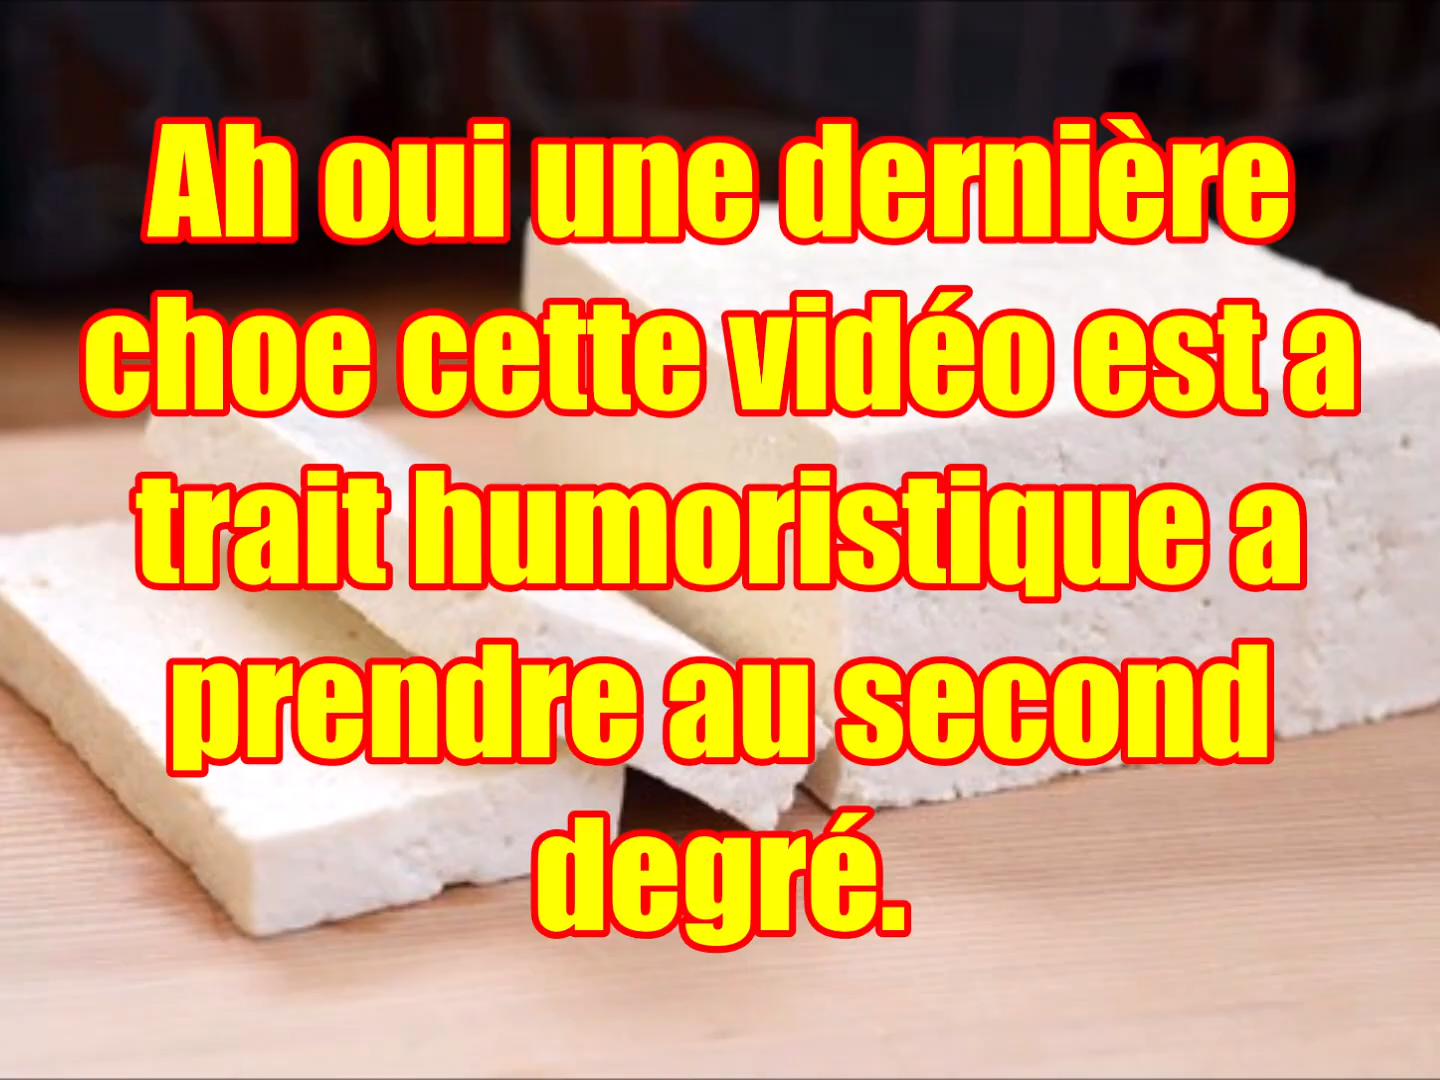 Ah oui une dernière
choe cette vidéo est a
trait humoristique a
prendre au second
degré.